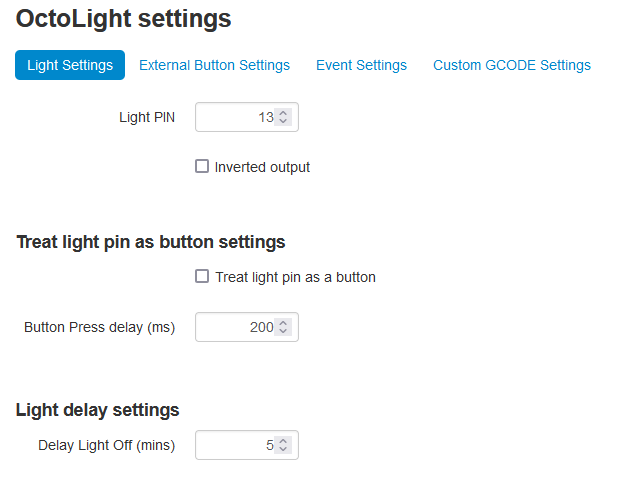 OctoLight settings
Light Settings External Button Settings Event Settings Custom GCODE Settings
Light PIN 13
Inverted output
Treat light pin as button settings
Treat light pin as a button
Button Press delay (ms) 200
Light delay settings
Delay Light Off (mins) 5